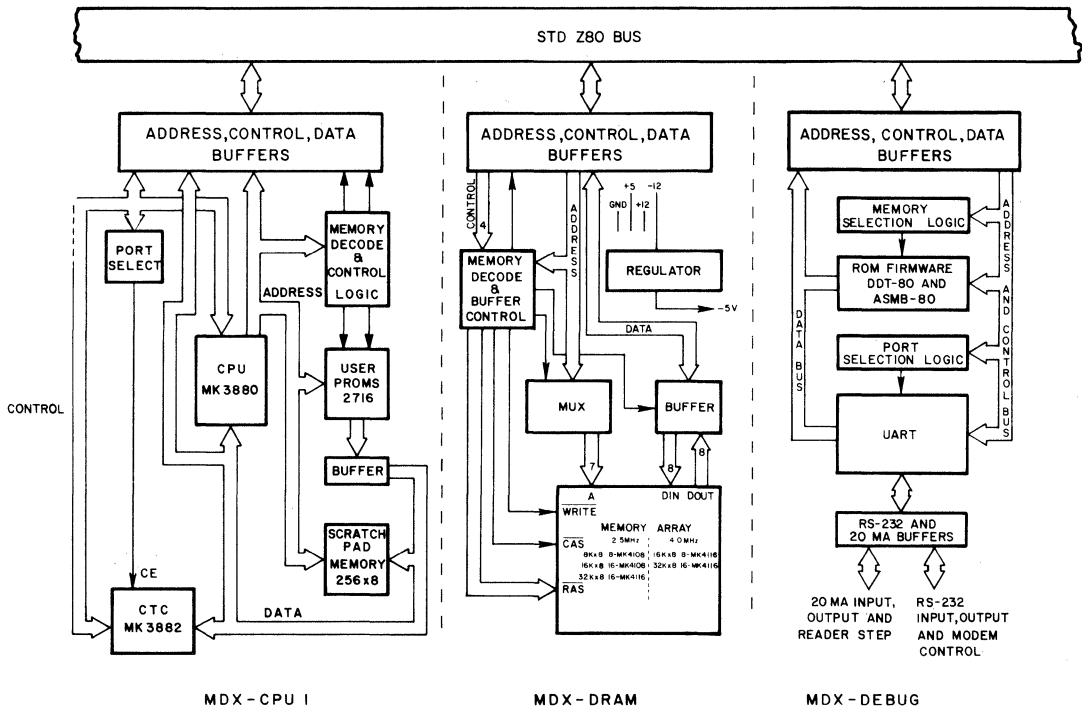 STD Z80 BUS
ADDRESS, CONTROL, DATA
BUFFERS
PORT
SELECT
MEMORY
DECODE
&
CONTROL
LOGIC
ADDRESS
CPU
MK3880
USER
PROMS
2716
CONTROL
BUFFER
SCRATCH
PAD
MEMORY
256x8
CE
CTC
MK3882
DATA
MDX-CPU I
ADDRESS, CONTROL, DATA
BUFFERS
CONTROL
4
ADDRESS
+5
-12
GND
+12
MEMORY
DECODE
&
BUFFER
CONTROL
REGULATOR
-5V
DATA
MUX
BUFFER
7
8
8
A
DIN
DOUT
WRITE
CAS
RAS
MEMORY ARRAY
2.5MHz
4.0MHz
8Kx8 8-MK4108
16Kx8 8-MK4116
16Kx8 16-MK4108
32Kx8 16-MK4116
32Kx8 16-MK4116
MDX-DRAM
ADDRESS, CONTROL, DATA
BUFFERS
MEMORY
SELECTION LOGIC
ROM FIRMWARE
DDT-80 AND
ASMB-80
PORT
SELECTION LOGIC
UART
DATA BUS
ADDRESS AND CONTROL BUS
RS-232 AND
20 MA BUFFERS
20 MA INPUT,
OUTPUT AND
READER STEP
RS-232
INPUT, OUTPUT
AND MODEM
CONTROL
MDX-DEBUG